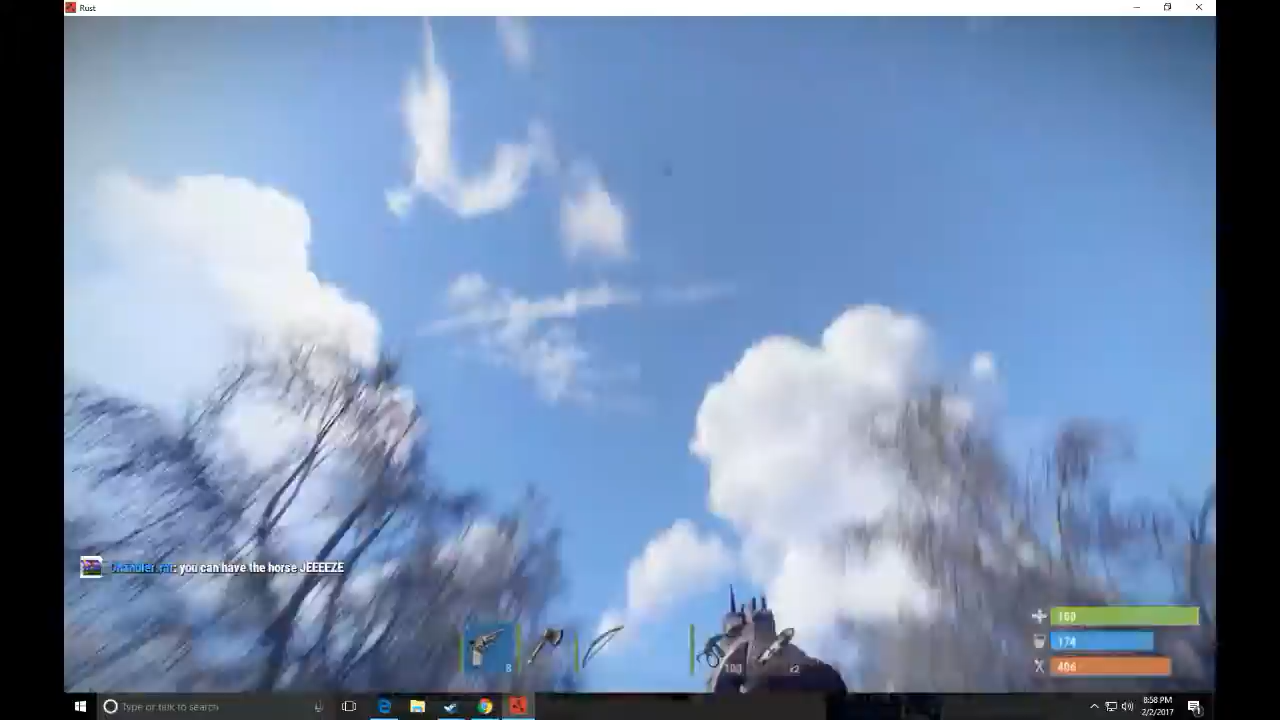 Rust
you can have the horse JEEEEZE
8
100
x2
100
174
406
Type or talk to search
8:58 PM
2/2/2017